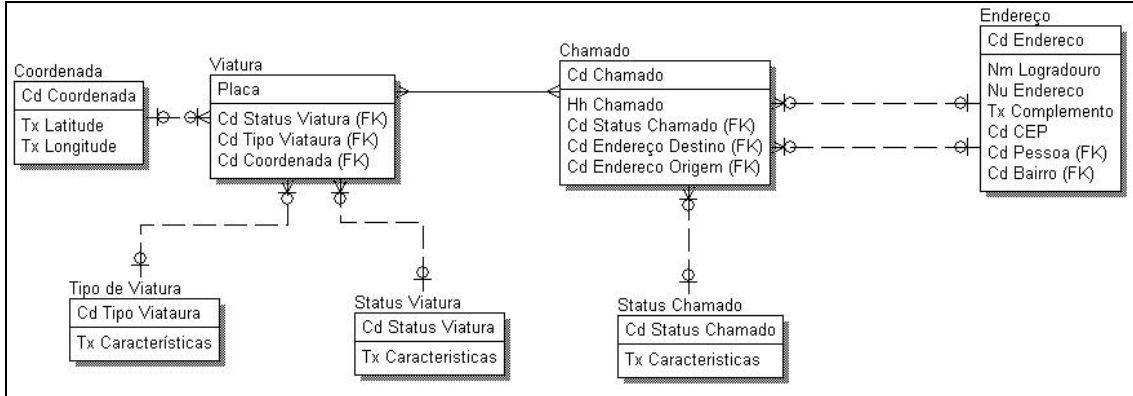 Coordenada
Cd Coordenada
Tx Latitude
Tx Longitude
Viatura
Placa
Cd Status Viatura (FK)
Cd Tipo Viataura (FK)
Cd Coordenada (FK)
Chamado
Cd Chamado
Hh Chamado
Cd Status Chamado (FK)
Cd Endereço Destino (FK)
Cd Endereco Origem (FK)
Endereço
Cd Endereco
Nm Logradouro
Nu Endereco
Tx Complemento
Cd CEP
Cd Pessoa (FK)
Cd Bairro (FK)
Tipo de Viatura
Cd Tipo Viataura
Tx Características
Status Viatura
Cd Status Viatura
Tx Caracteristicas
Status Chamado
Cd Status Chamado
Tx Caracteristicas